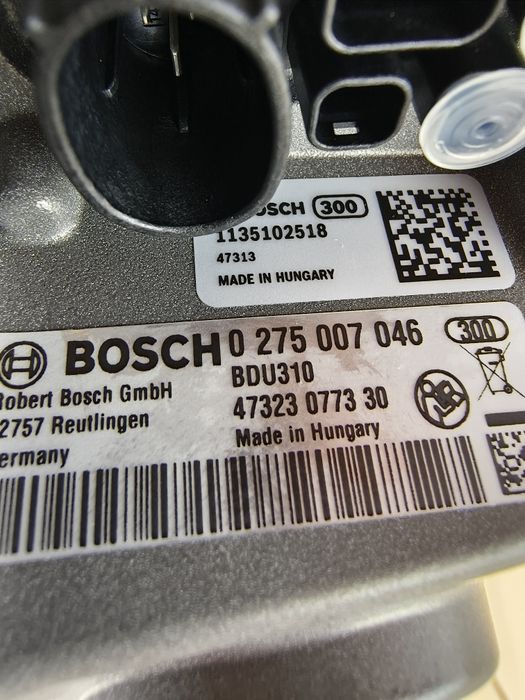 BOSCH 300
1135102518
47313
MADE IN HUNGARY
BOSCH 0 275 007 046 300
Robert Bosch GmbH BDU310
2757 Reutlingen 47323 0773 30
ermany Made in Hungary